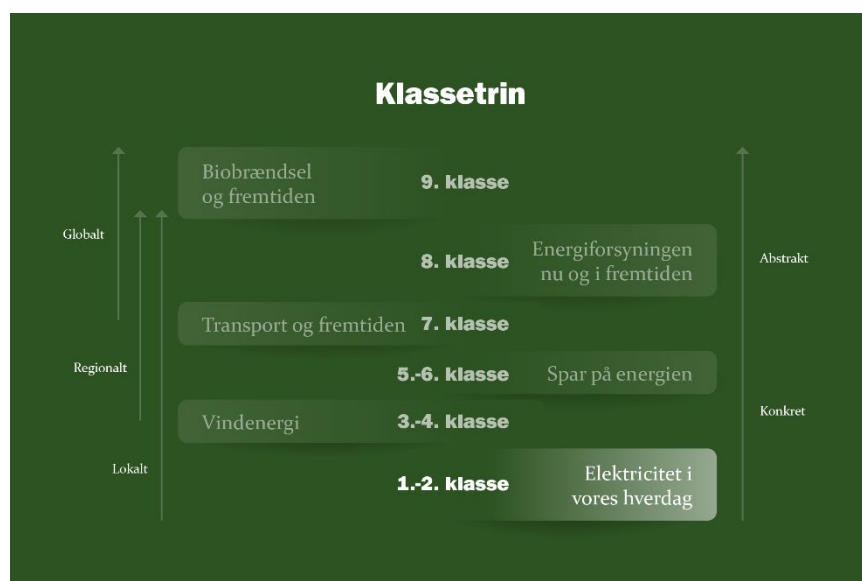 Klassetrin
Biobrændsel
og fremtiden
9. klasse
Globalt
8. klasse
Energiforsyningen
nu og i fremtiden
Abstrakt
Transport og fremtiden
7. klasse
Regionalt
5.-6. klasse
Spar på energien
Vindenergi
3.-4. klasse
Konkret
Lokalt
1.-2. klasse
Elektricitet i
vores hverdag